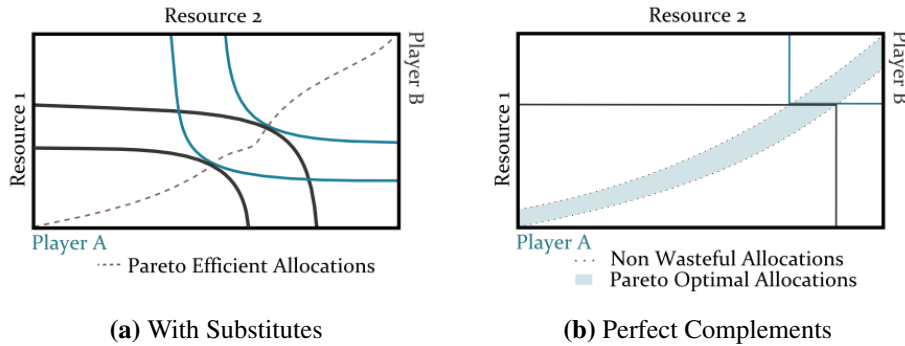 Resource 2
Resource 1
Player B
Player A
Pareto Efficient Allocations
(a) With Substitutes
Resource 2
Resource 1
Player B
Player A
Non Wasteful Allocations
Pareto Optimal Allocations
(b) Perfect Complements